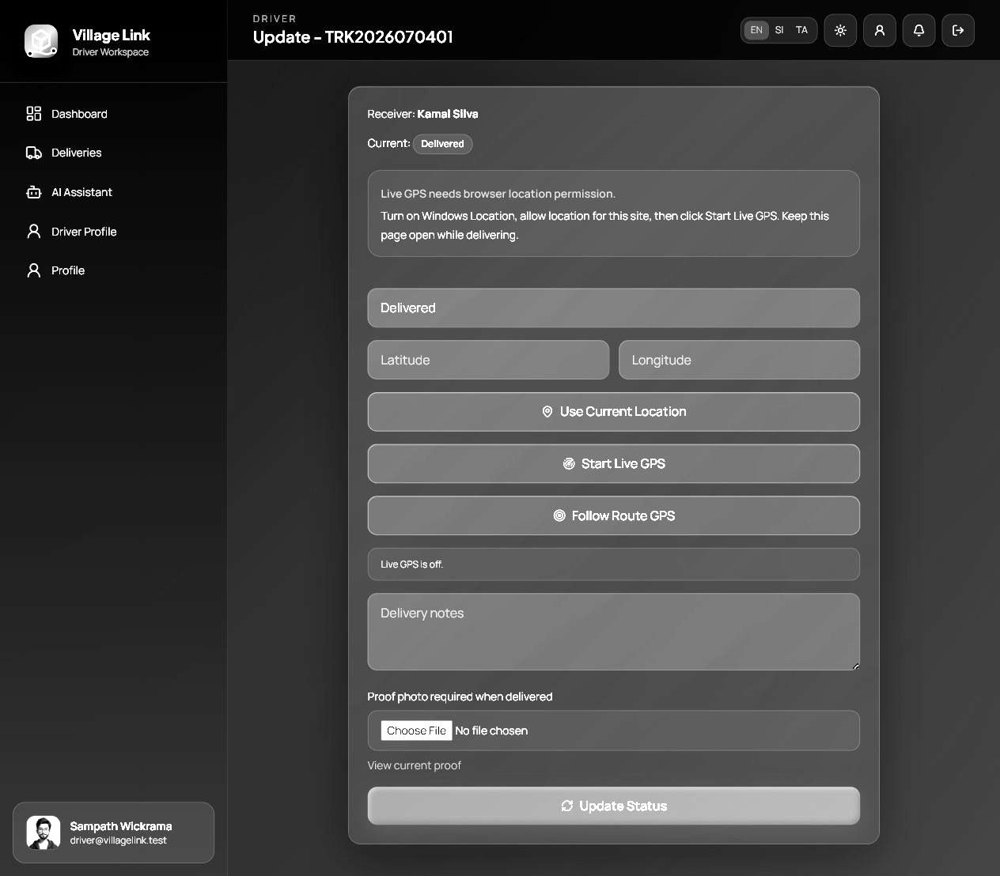 Village Link
Driver Workspace
Dashboard
Deliveries
AI Assistant
Driver Profile
Profile
Sampath Wickrama
driver@villagelink.test
DRIVER
Update - TRK2026070401
EN SI TA
Receiver: Kamal Silva
Current: Delivered
Live GPS needs browser location permission.
Turn on Windows Location, allow location for this site, then click Start Live GPS. Keep this
page open while delivering.
Delivered
Latitude Longitude
Use Current Location
Start Live GPS
Follow Route GPS
Live GPS is off.
Delivery notes
Proof photo required when delivered
Choose File No file chosen
View current proof
Update Status